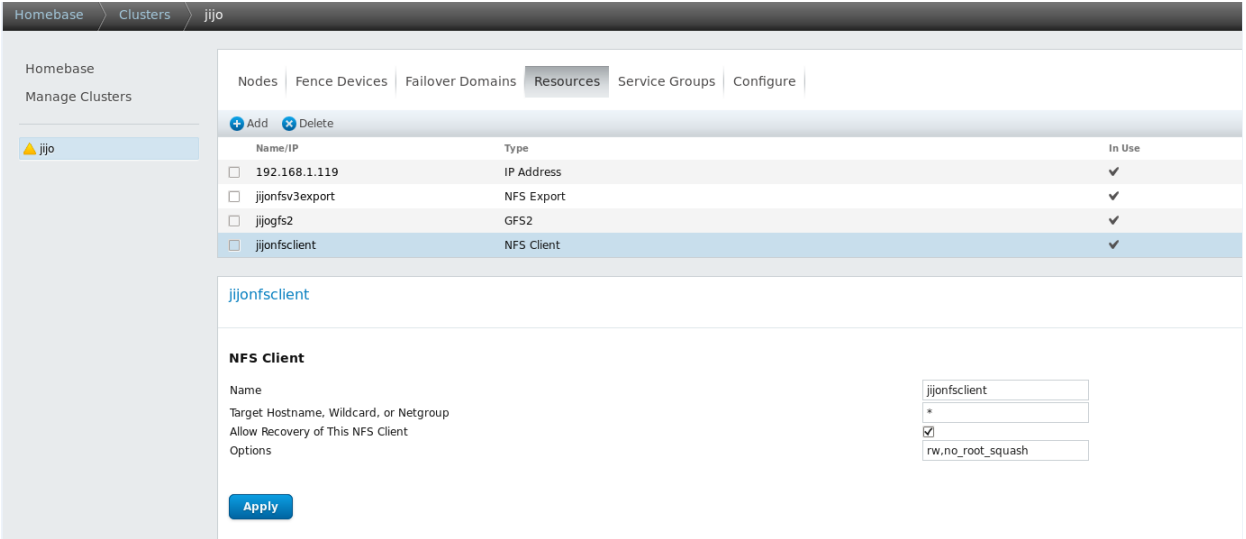 Homebase Clusters jijo
Homebase
Manage Clusters
jijo
Nodes Fence Devices Failover Domains Resources Service Groups Configure
Add Delete
Name/IP Type In Use
192.168.1.119 IP Address
jijonfsv3export NFS Export
jijogfs2 GFS2
jijonfsclient NFS Client
jijonfsclient
NFS Client
Name jijonfsclient
Target Hostname, Wildcard, or Netgroup *
Allow Recovery of This NFS Client
Options rw,no_root_squash
Apply